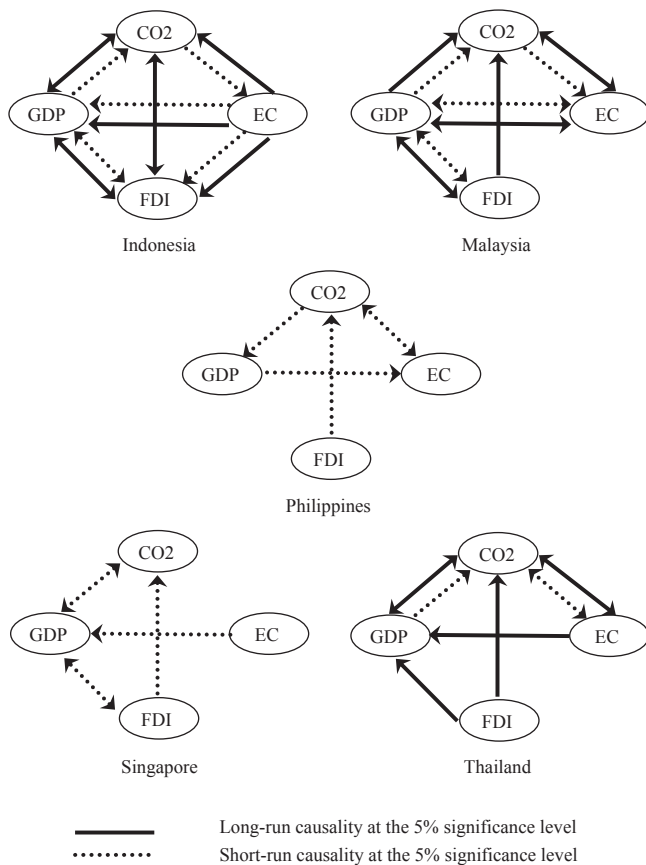 CO2
GDP
EC
FDI
Indonesia
CO2
GDP
EC
FDI
Malaysia
CO2
GDP
EC
FDI
Philippines
CO2
GDP
EC
FDI
Singapore
CO2
GDP
EC
FDI
Thailand
Long-run causality at the 5% significance level
Short-run causality at the 5% significance level